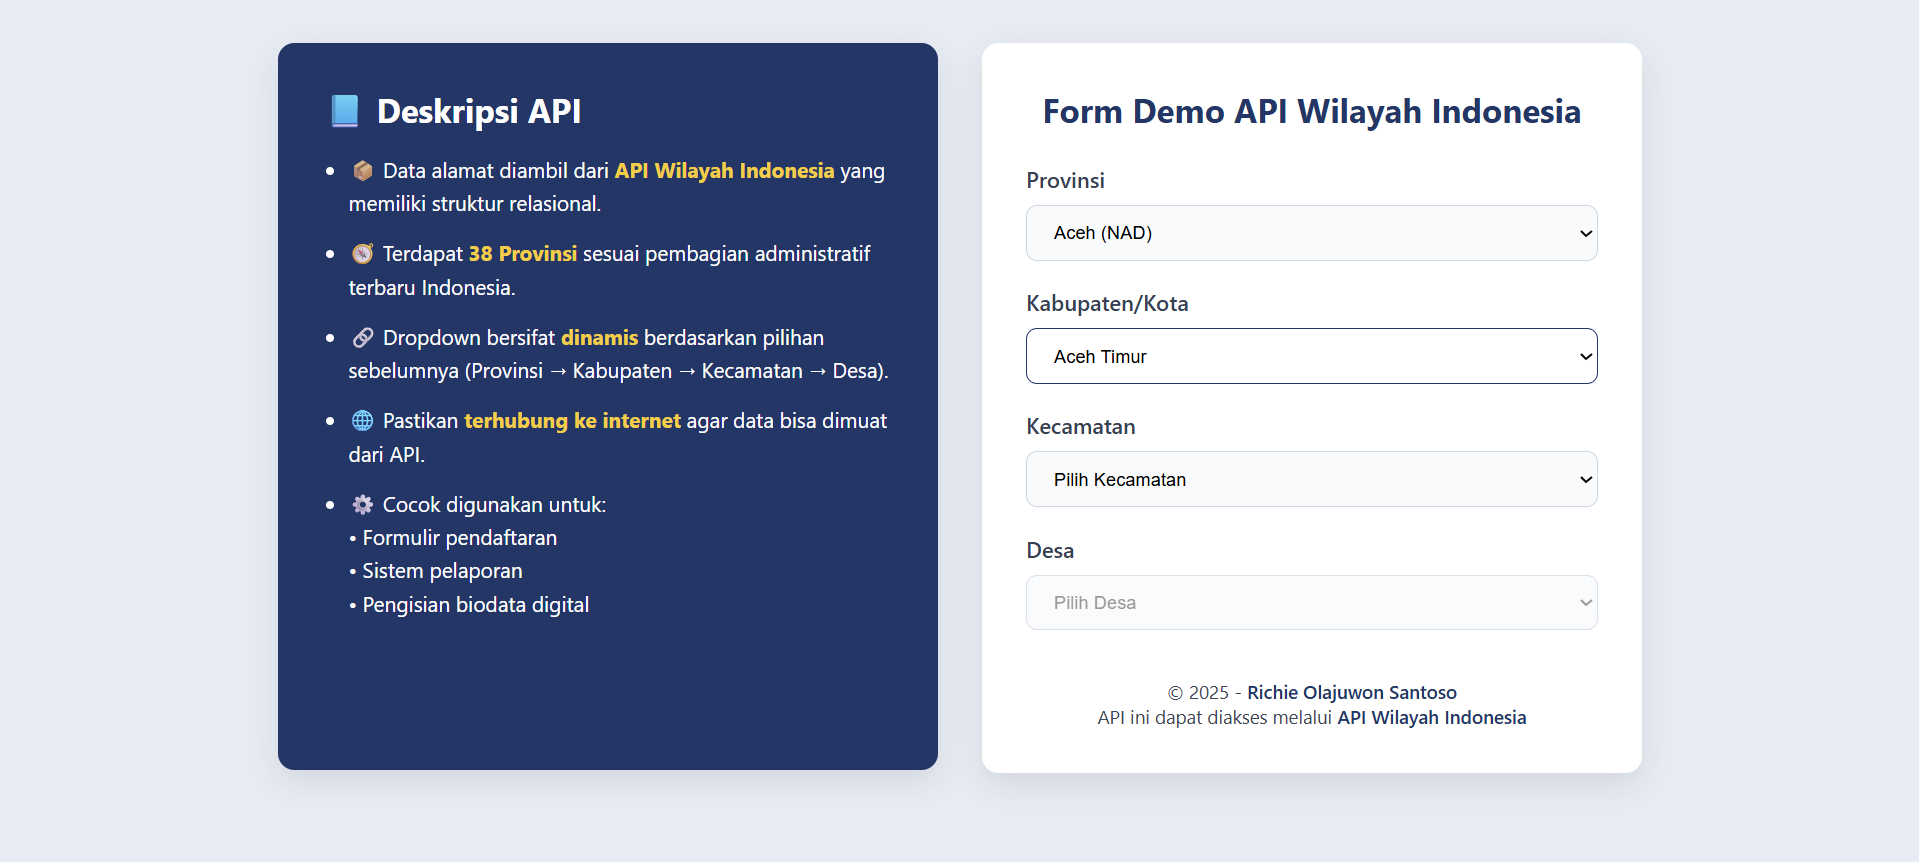 📘 Deskripsi API
• 📦 Data alamat diambil dari API Wilayah Indonesia yang
memiliki struktur relasional.
• 🧭 Terdapat 38 Provinsi sesuai pembagian administratif
terbaru Indonesia.
• 🔗 Dropdown bersifat dinamis berdasarkan pilihan
sebelumnya (Provinsi → Kabupaten → Kecamatan → Desa).
• 🌐 Pastikan terhubung ke internet agar data bisa dimuat
dari API.
• ⚙️ Cocok digunakan untuk:
• Formulir pendaftaran
• Sistem pelaporan
• Pengisian biodata digital
Form Demo API Wilayah Indonesia
Provinsi
Aceh (NAD)
Kabupaten/Kota
Aceh Timur
Kecamatan
Pilih Kecamatan
Desa
Pilih Desa
© 2025 - Richie Olajuwon Santoso
API ini dapat diakses melalui API Wilayah Indonesia